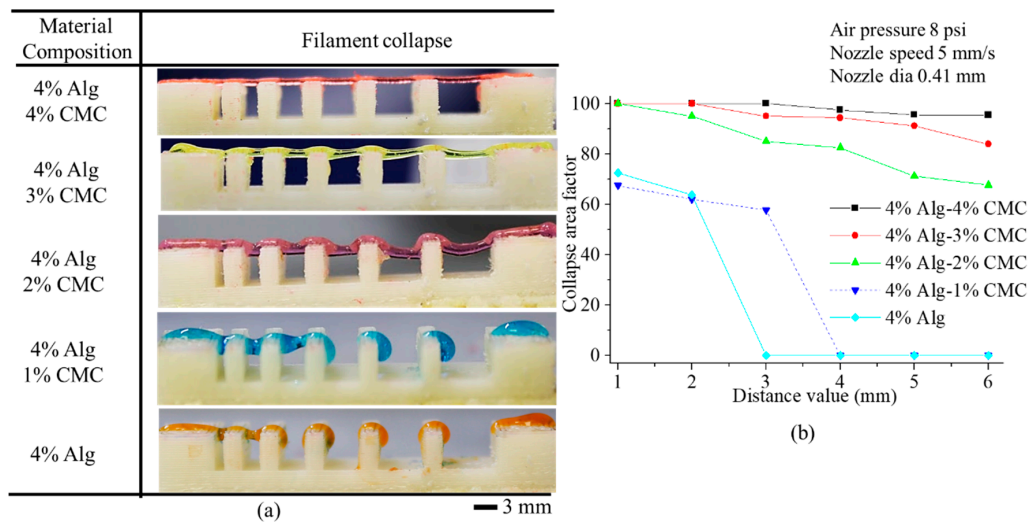 Material
Composition
Filament collapse
4% Alg
4% CMC
4% Alg
3% CMC
4% Alg
2% CMC
4% Alg
1% CMC
4% Alg
(a)
3 mm
Air pressure 8 psi
Nozzle speed 5 mm/s
Nozzle dia 0.41 mm
Collapse area factor
100
80
60
40
20
0
4% Alg-4% CMC
4% Alg-3% CMC
4% Alg-2% CMC
4% Alg-1% CMC
4% Alg
1 2 3 4 5 6
Distance value (mm)
(b)